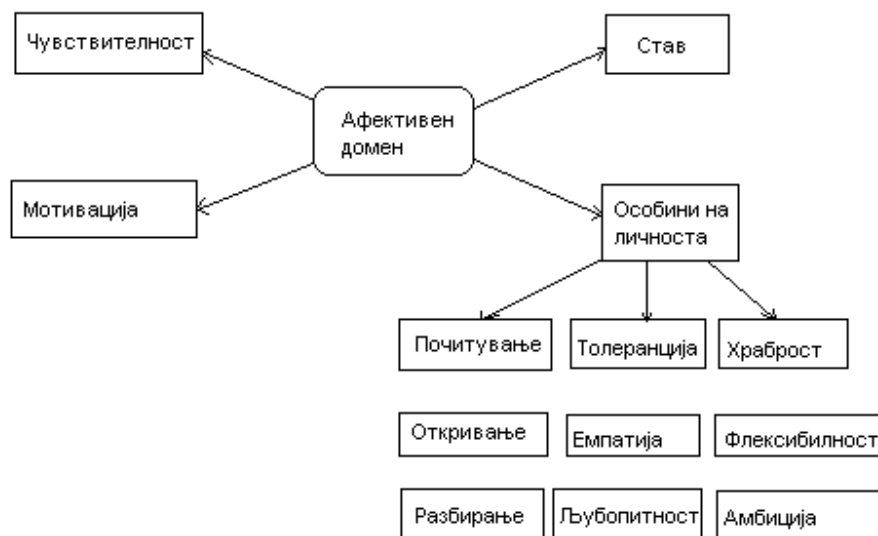 Чувствителност
Став
Афективен
домен
Мотивација
Особини на
личноста
Почитување
Толеранција
Храброст
Откривање
Емпатија
Флексибилност
Разбирање
Љубопитност
Амбиција